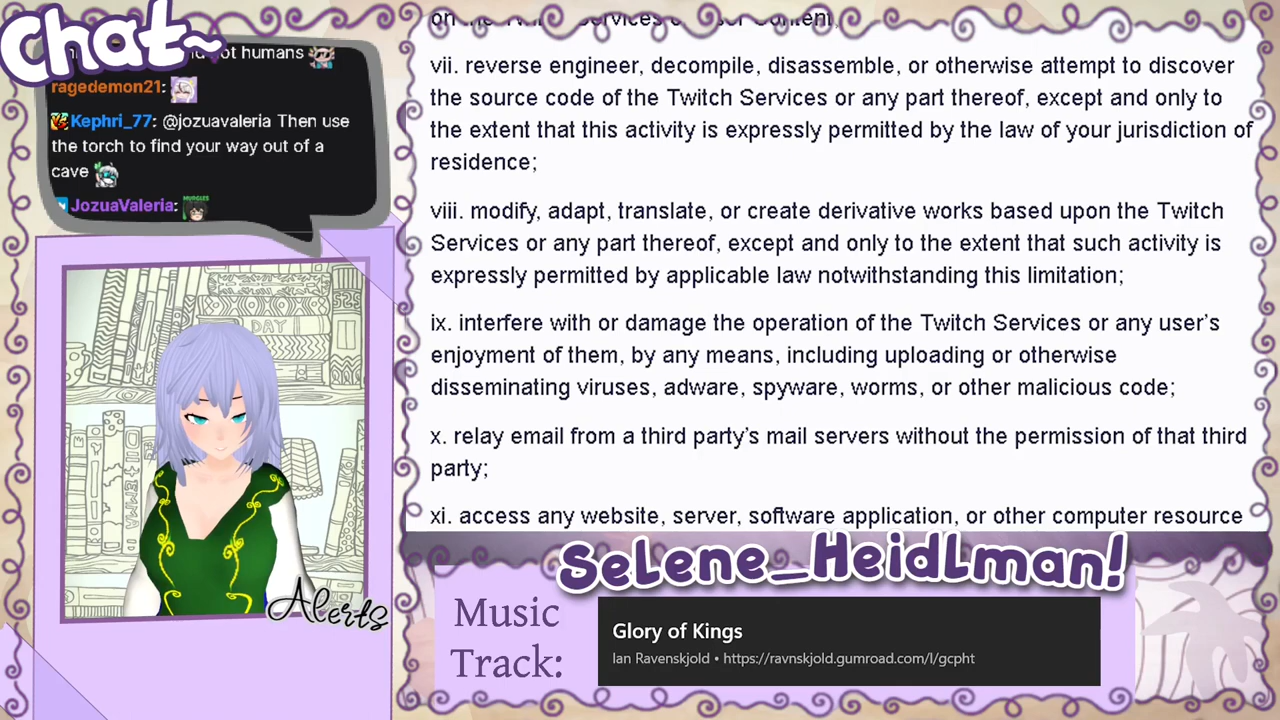 Chat~
ot humans
ragedemon21:
Kephri_77: @jozuavaleria Then use
the torch to find your way out of a
cave
JozuaValeria:
DAY
EMMA
Alerts
vii. reverse engineer, decompile, disassemble, or otherwise attempt to discover
the source code of the Twitch Services or any part thereof, except and only to
the extent that this activity is expressly permitted by the law of your jurisdiction of
residence;
viii. modify, adapt, translate, or create derivative works based upon the Twitch
Services or any part thereof, except and only to the extent that such activity is
expressly permitted by applicable law notwithstanding this limitation;
ix. interfere with or damage the operation of the Twitch Services or any user’s
enjoyment of them, by any means, including uploading or otherwise
disseminating viruses, adware, spyware, worms, or other malicious code;
x. relay email from a third party’s mail servers without the permission of that third
party;
xi. access any website, server, software application, or other computer resource
Selene_Heidlman!
Music
Track:
Glory of Kings
Ian Ravenskjold • https://ravnskjold.gumroad.com/l/gcpht